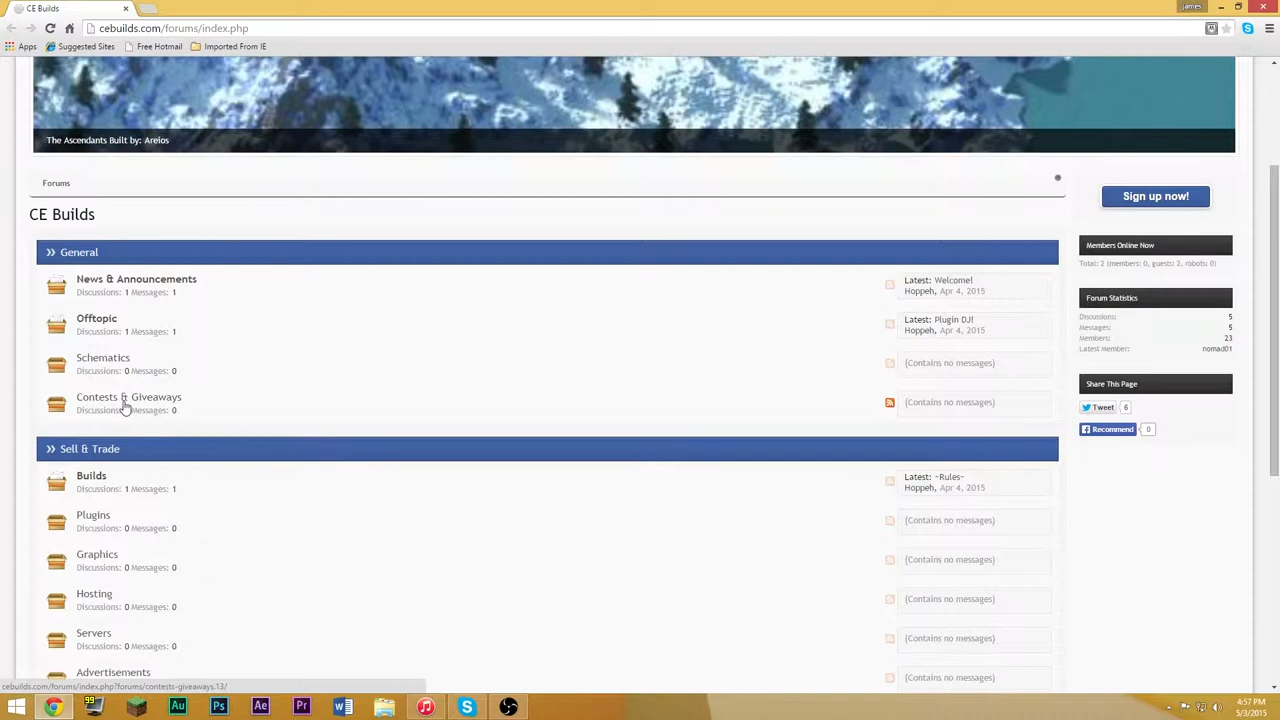 CE Builds
james
cebuilds.com/forums/index.php
Apps Suggested Sites Free Hotmail Imported From IE
The Ascendants Built by: Areios
Forums
Sign up now!
CE Builds
Members Online Now
Total: 2 (members: 0, guests: 2, robots: 0)
General
News & Announcements
Discussions: 1 Messages: 1
Latest: Welcome!
Hoppeh, Apr 4, 2015
Forum Statistics
Discussions: 5
Messages: 5
Members: 23
Latest Member: nomad01
Offtopic
Discussions: 1 Messages: 1
Latest: Plugin DJ!
Hoppeh, Apr 4, 2015
Schematics
Discussions: 0 Messages: 0
(Contains no messages)
Share This Page
Tweet 6
Recommend 0
Contests & Giveaways
Discussions: Messages: 0
(Contains no messages)
Sell & Trade
Builds
Discussions: 1 Messages: 1
Latest: ~Rules~
Hoppeh, Apr 4, 2015
Plugins
Discussions: 0 Messages: 0
(Contains no messages)
Graphics
Discussions: 0 Messages: 0
(Contains no messages)
Hosting
Discussions: 0 Messages: 0
(Contains no messages)
Servers
Discussions: 0 Messages: 0
(Contains no messages)
Advertisements
(Contains no messages)
cebuilds.com/forums/index.php?forums/contests-giveaways.13/
99
Au Ps Ae Pr
4:57 PM
5/3/2015